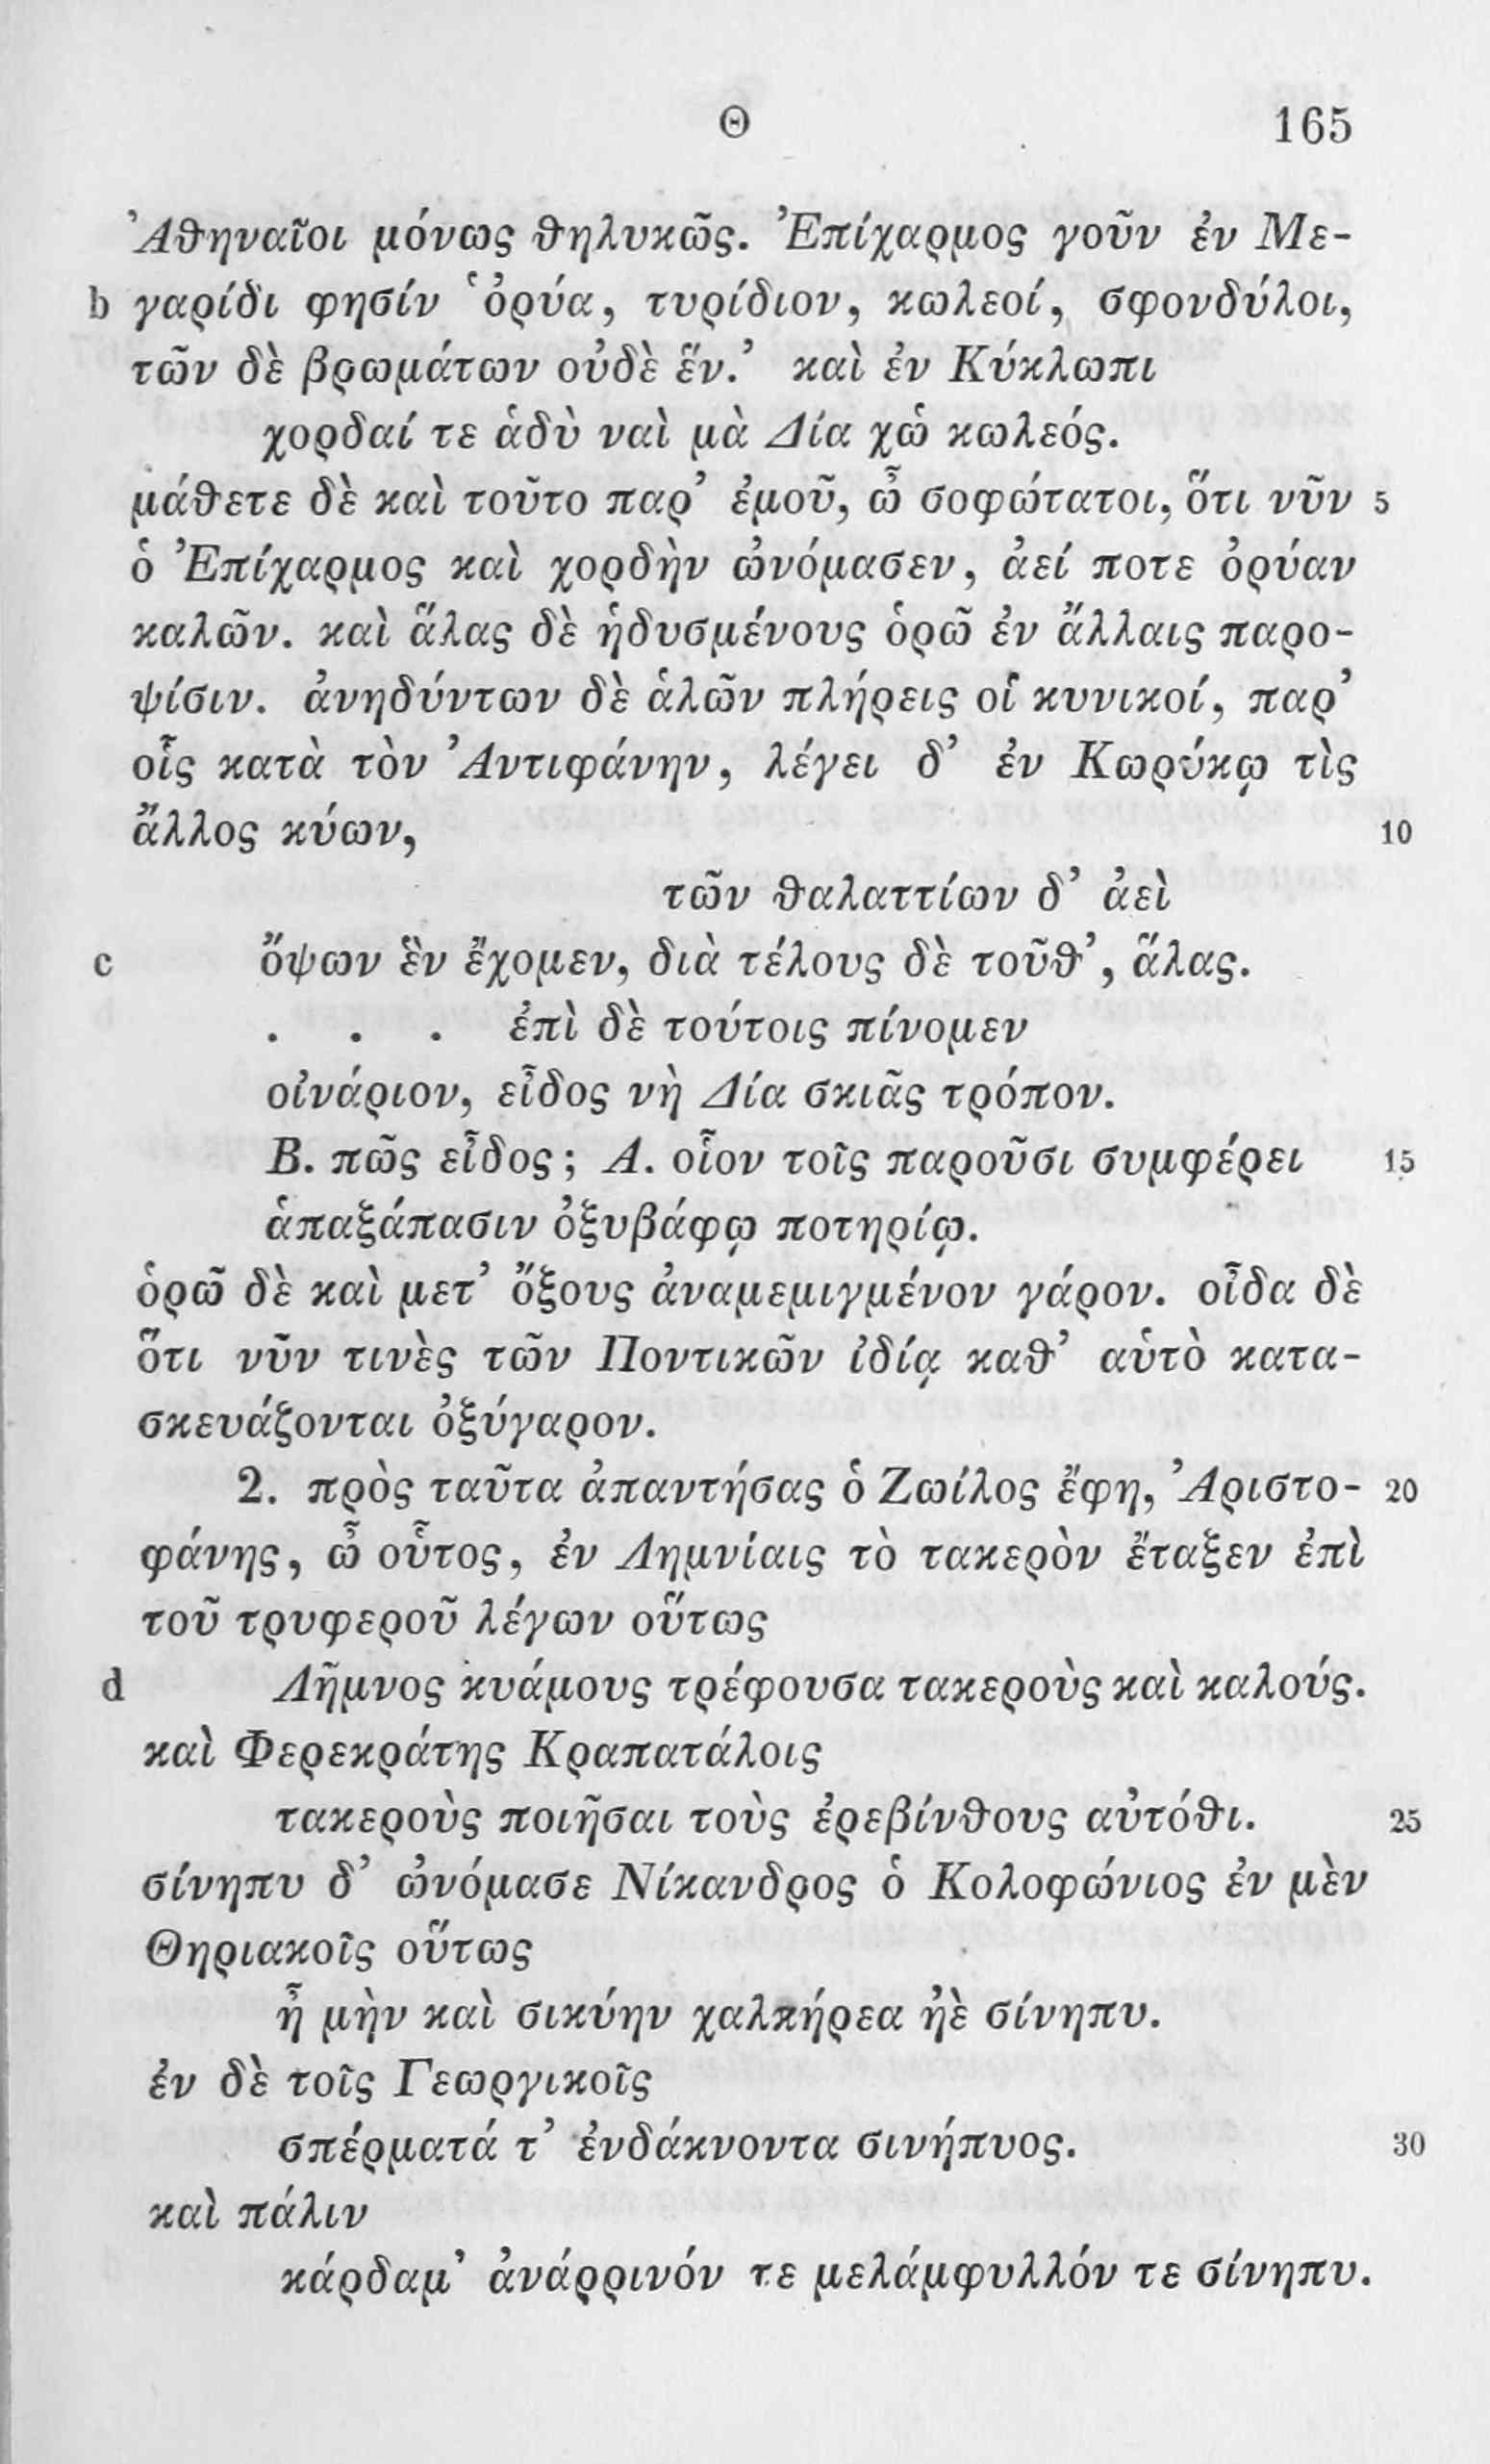 Θ 165
Ἀθηναῖοι μόνως θηλυκῶς. Ἐπίχαρμος γοῦν ἐν Με-
b γαρίδι φησίν ‘ὀρύα, τυρίδιον, κωλεοί, σφονδύλοι,
τῶν δὲ βρωμάτων οὐδὲ ἕν.’ καὶ ἐν Κύκλωπι
χορδαί τε ἁδὺ ναὶ μὰ Δία χὠ κωλεός.
μάθετε δὲ καὶ τοῦτο παρ’ ἐμοῦ, ὦ σοφώτατοι, ὅτι νῦν 5
ὁ Ἐπίχαρμος καὶ χορδὴν ὠνόμασεν, ἀεί ποτε ὀρύαν
καλῶν. καὶ ἅλας δὲ ἡδυσμένους ὁρῶ ἐν ἄλλαις παρο-
ψίσιν. ἀνηδύντων δὲ ἁλῶν πλήρεις οἱ κυνικοί, παρ’
οἷς κατὰ τὸν Ἀντιφάνην, λέγει δ’ ἐν Κωρύκῳ τὶς
ἄλλος κύων, 10
τῶν θαλαττίων δ’ ἀεὶ
c ὄψων ἓν ἔχομεν, διὰ τέλους δὲ τοῦθ’, ἅλας.
. . . ἐπὶ δὲ τούτοις πίνομεν
οἰνάριον, εἶδος νὴ Δία σκιᾶς τρόπον.
Β. πῶς εἶδος; Α. οἷον τοῖς παροῦσι συμφέρει 15
ἁπαξάπασιν ὀξυβάφῳ ποτηρίῳ.
ὁρῶ δὲ καὶ μετ’ ὄξους ἀναμεμιγμένον γάρον. οἶδα δὲ
ὅτι νῦν τινὲς τῶν Ποντικῶν ἰδίᾳ καθ’ αὑτὸ κατα-
σκευάζονται ὀξύγαρον.
2. πρὸς ταῦτα ἀπαντήσας ὁ Ζωίλος ἔφη, Ἀριστο- 20
φάνης, ὦ οὗτος, ἐν Λημνίαις τὸ τακερὸν ἔταξεν ἐπὶ
τοῦ τρυφεροῦ λέγων οὕτως
d Λῆμνος κυάμους τρέφουσα τακεροὺς καὶ καλούς.
καὶ Φερεκράτης Κραπατάλοις
τακεροὺς ποιῆσαι τοὺς ἐρεβίνθους αὐτόθι. 25
σίνηπυ δ’ ὠνόμασε Νίκανδρος ὁ Κολοφώνιος ἐν μὲν
Θηριακοῖς οὕτως
ἦ μὴν καὶ σικύην χαλκήρεα ἠὲ σίνηπυ.
ἐν δὲ τοῖς Γεωργικοῖς
σπέρματά τ’ ἐνδάκνοντα σινήπυος. 30
καὶ πάλιν
κάρδαμ’ ἀνάρρινόν τε μελάμφυλλόν τε σίνηπυ.